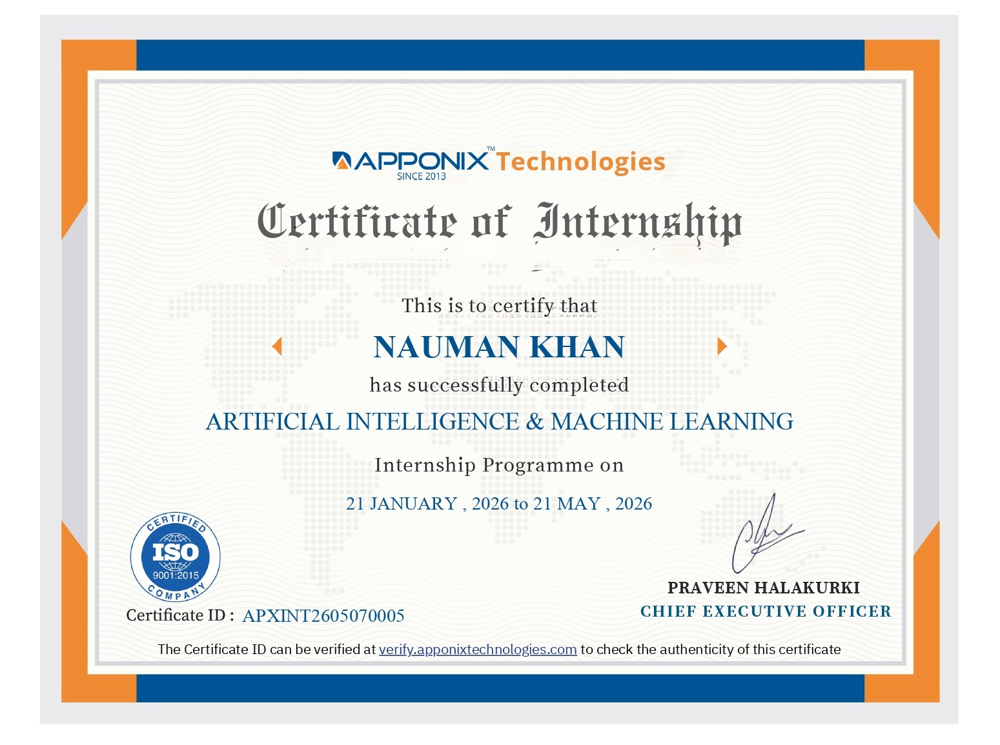 APPONIX™ Technologies
SINCE 2013
Certificate of Internship
This is to certify that
NAUMAN KHAN
has successfully completed
ARTIFICIAL INTELLIGENCE & MACHINE LEARNING
Internship Programme on
21 JANUARY , 2026 to 21 MAY , 2026
CERTIFIED
ISO
9001:2015
COMPANY
PRAVEEN HALAKURKI
CHIEF EXECUTIVE OFFICER
Certificate ID : APXINT2605070005
The Certificate ID can be verified at verify.apponixtechnologies.com to check the authenticity of this certificate